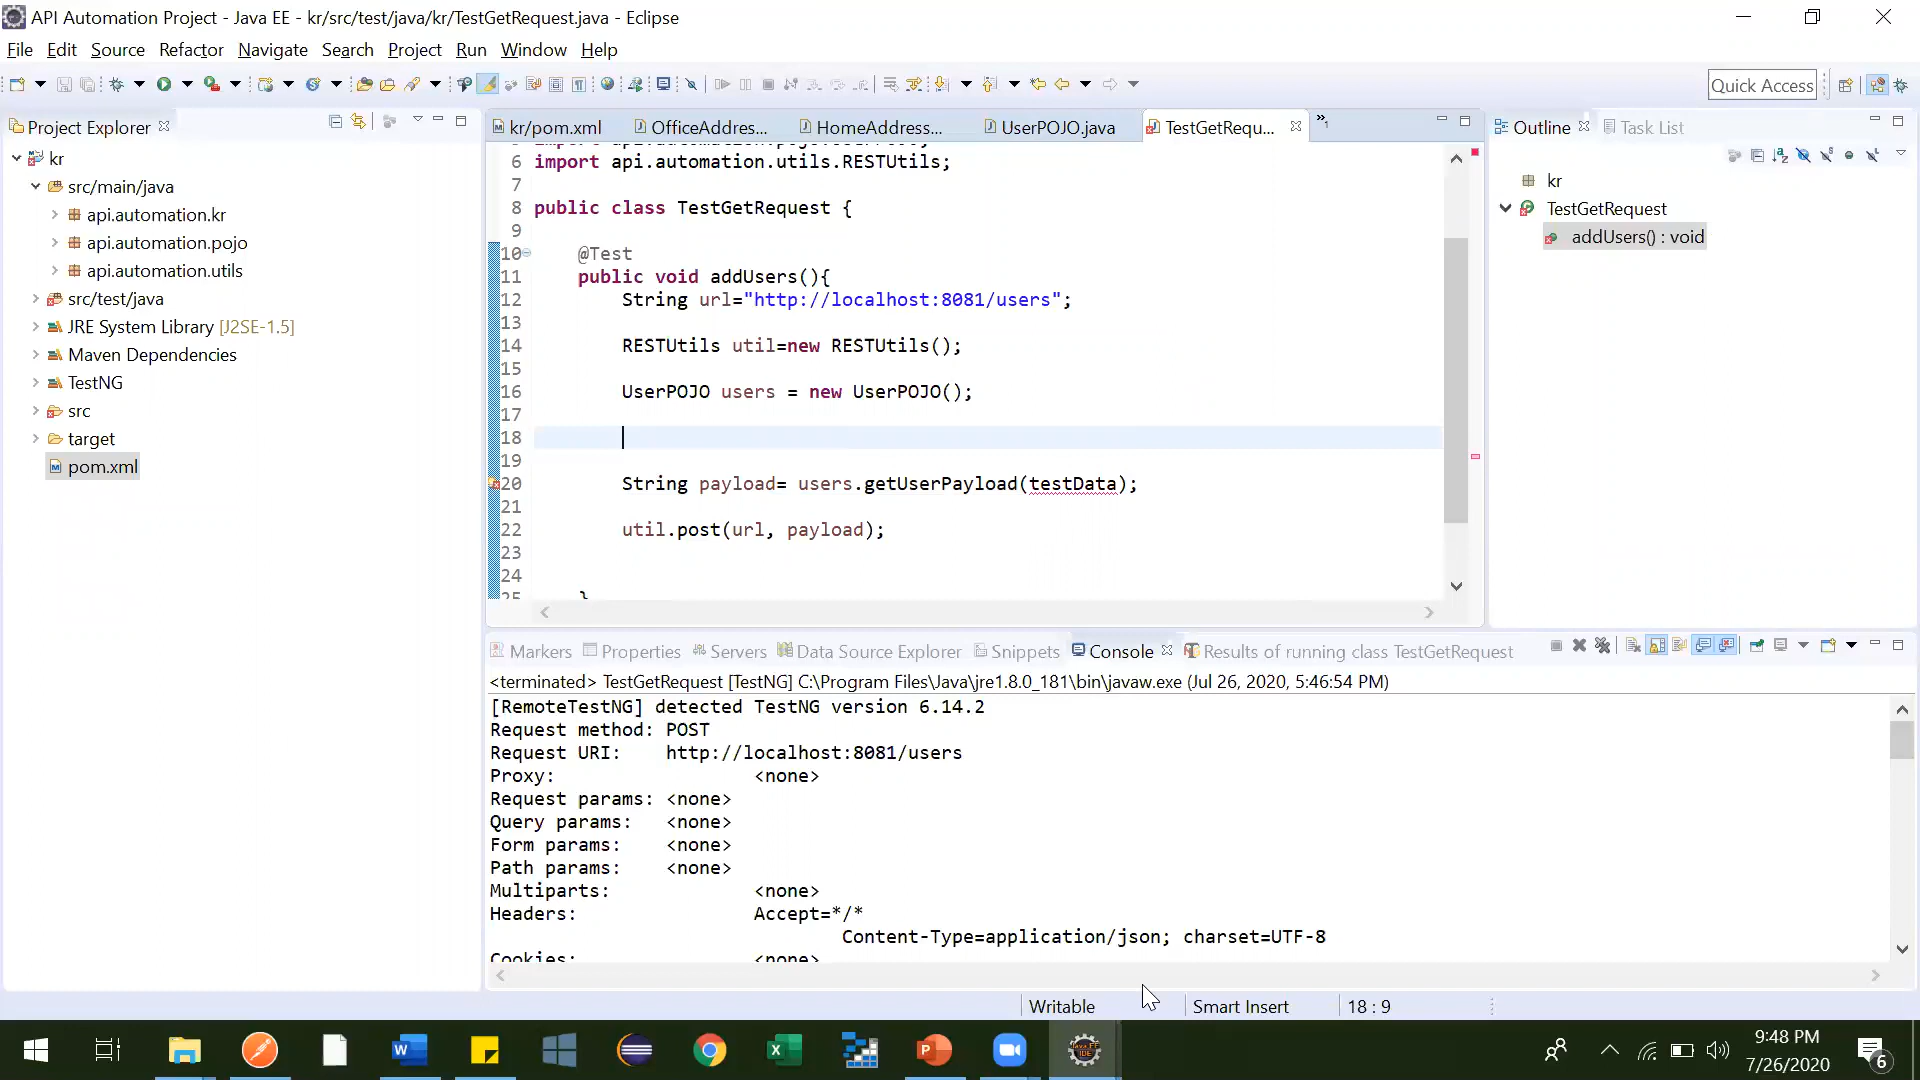 API Automation Project - Java EE - kr/src/test/java/kr/TestGetRequest.java - Eclipse
File Edit Source Refactor Navigate Search Project Run Window Help
Quick Access
Project Explorer
kr
src/main/java
api.automation.kr
api.automation.pojo
api.automation.utils
src/test/java
JRE System Library [J2SE-1.5]
Maven Dependencies
TestNG
src
target
pom.xml
kr/pom.xml OfficeAddres... HomeAddress... UserPOJO.java TestGetRequ... »1
6 import api.automation.utils.RESTUtils;
7
8 public class TestGetRequest {
9
10 @Test
11 public void addUsers(){
12 String url="http://localhost:8081/users";
13
14 RESTUtils util=new RESTUtils();
15
16 UserPOJO users = new UserPOJO();
17
18
19
20 String payload= users.getUserPayload(testData);
21
22 util.post(url, payload);
23
24
25 }
Outline Task List
kr
TestGetRequest
addUsers() : void
Markers Properties Servers Data Source Explorer Snippets Console Results of running class TestGetRequest
<terminated> TestGetRequest [TestNG] C:\Program Files\Java\jre1.8.0_181\bin\javaw.exe (Jul 26, 2020, 5:46:54 PM)
[RemoteTestNG] detected TestNG version 6.14.2
Request method: POST
Request URI: http://localhost:8081/users
Proxy: <none>
Request params: <none>
Query params: <none>
Form params: <none>
Path params: <none>
Multiparts: <none>
Headers: Accept=*/*
Content-Type=application/json; charset=UTF-8
Cookies: <none>
Writable Smart Insert 18 : 9
9:48 PM
7/26/2020
6